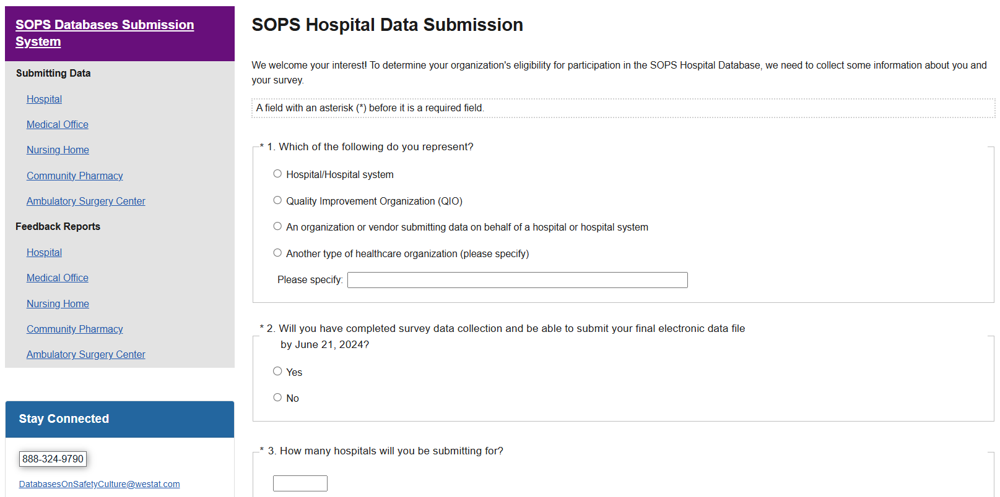 SOPS Databases Submission
System
Submitting Data
Hospital
Medical Office
Nursing Home
Community Pharmacy
Ambulatory Surgery Center
Feedback Reports
Hospital
Medical Office
Nursing Home
Community Pharmacy
Ambulatory Surgery Center
Stay Connected
888-324-9790
DatabasesOnSafetyCulture@westat.com
SOPS Hospital Data Submission
We welcome your interest! To determine your organization's eligibility for participation in the SOPS Hospital Database, we need to collect some information about you and
your survey.
A field with an asterisk (*) before it is a required field.
* 1. Which of the following do you represent?
Hospital/Hospital system
Quality Improvement Organization (QIO)
An organization or vendor submitting data on behalf of a hospital or hospital system
Another type of healthcare organization (please specify)
Please specify:
* 2. Will you have completed survey data collection and be able to submit your final electronic data file
by June 21, 2024?
Yes
No
* 3. How many hospitals will you be submitting for?